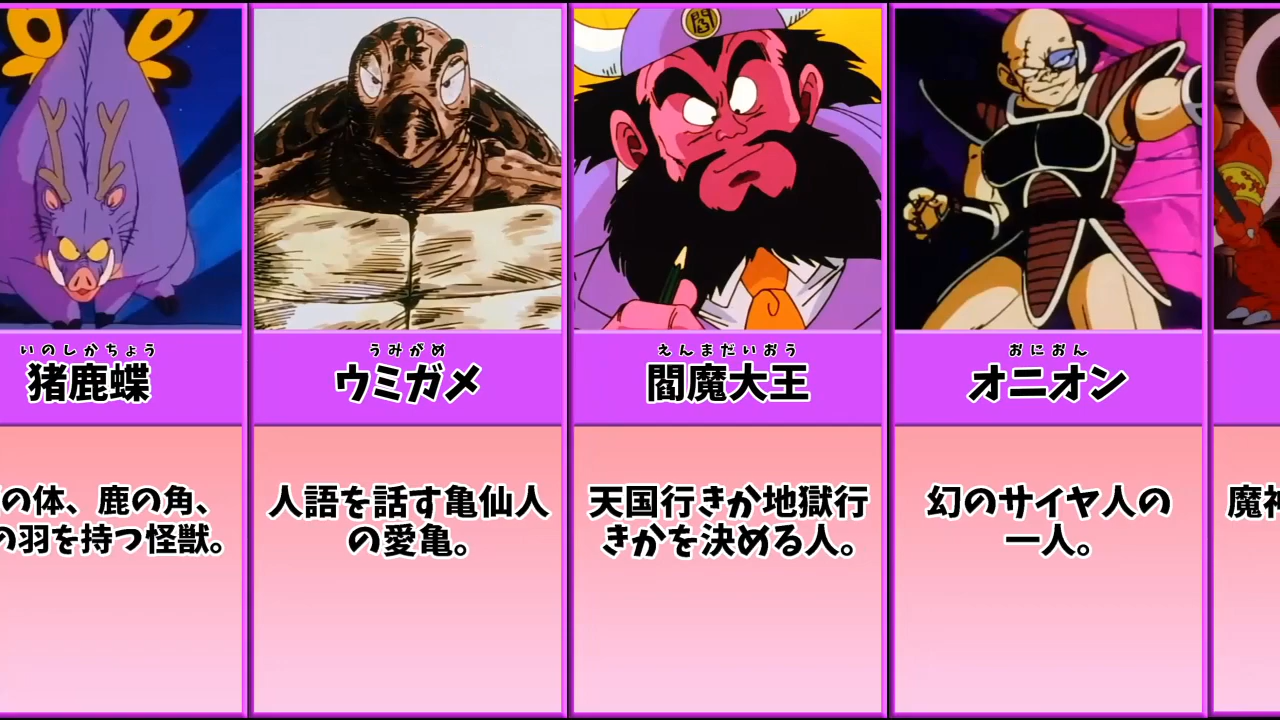 閻
いのしかちょう
猪鹿蝶
の体、鹿の角、
の羽を持つ怪獣。
うみがめ
ウミガメ
人語を話す亀仙人
の愛亀。
えんまだいおう
閻魔大王
天国行きか地獄行
きかを決める人。
おにおん
オニオン
幻のサイヤ人の
一人。
魔神